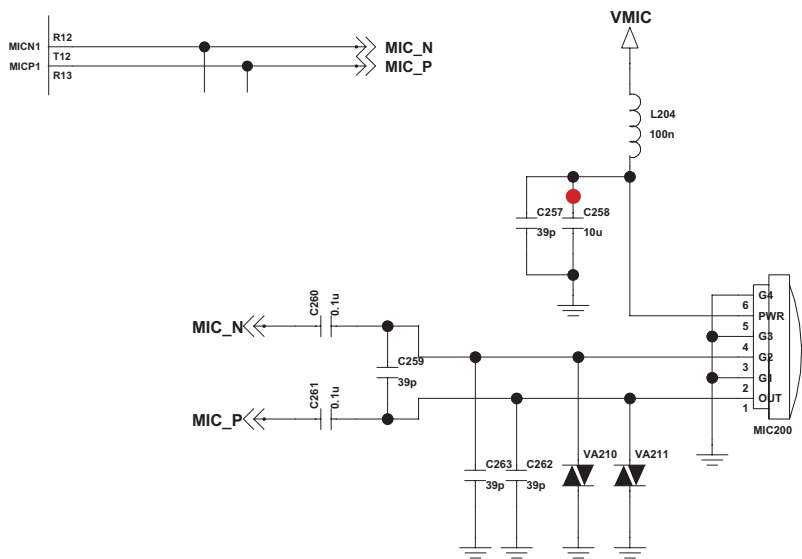 VMIC
MICN1 R12 MIC_N
T12
MICP1 MIC_P
R13
L204
100n
C257 C258
39p 10u
C260
0.1u
MIC_N
C259
39p
C261
0.1u
MIC_P
G4
6
PWR
5
G3
4
G2
3
G1
2
OUT
1
MIC200
C263 C262 VA210 VA211
39p 39p